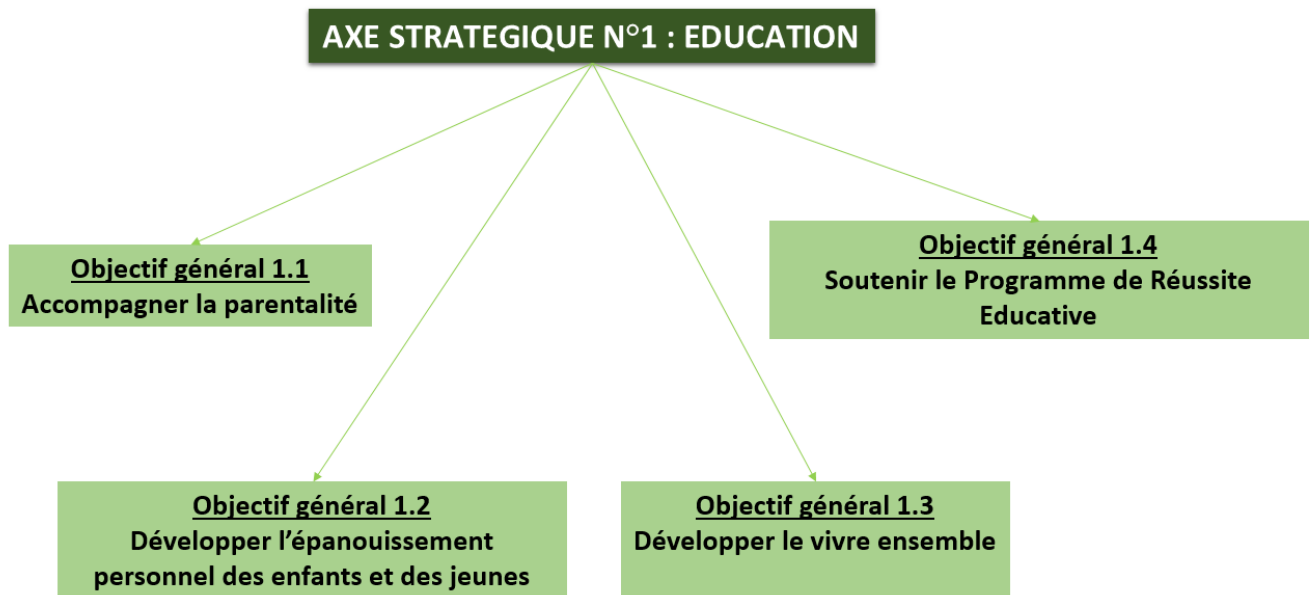 AXE STRATEGIQUE N°1 : EDUCATION
Objectif général 1.1
Accompagner la parentalité
Objectif général 1.4
Soutenir le Programme de Réussite
Educative
Objectif général 1.2
Développer l’épanouissement
personnel des enfants et des jeunes
Objectif général 1.3
Développer le vivre ensemble